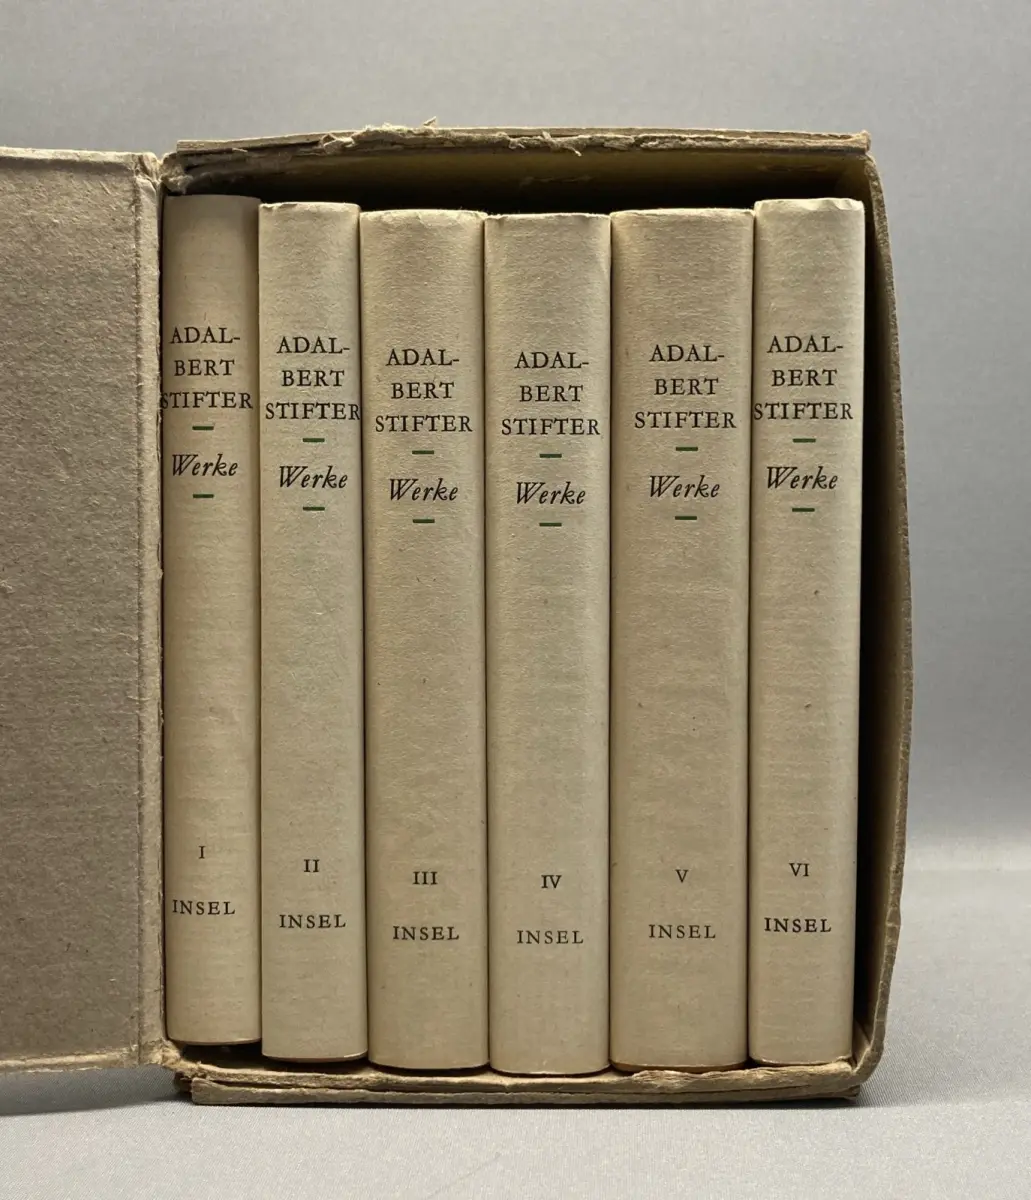 ADAL-
BERT
STIFTER
Werke
I
INSEL
ADAL-
BERT
STIFTER
Werke
II
INSEL
ADAL-
BERT
STIFTER
Werke
III
INSEL
ADAL-
BERT
STIFTER
Werke
IV
INSEL
ADAL-
BERT
STIFTER
Werke
V
INSEL
ADAL-
BERT
STIFTER
Werke
VI
INSEL